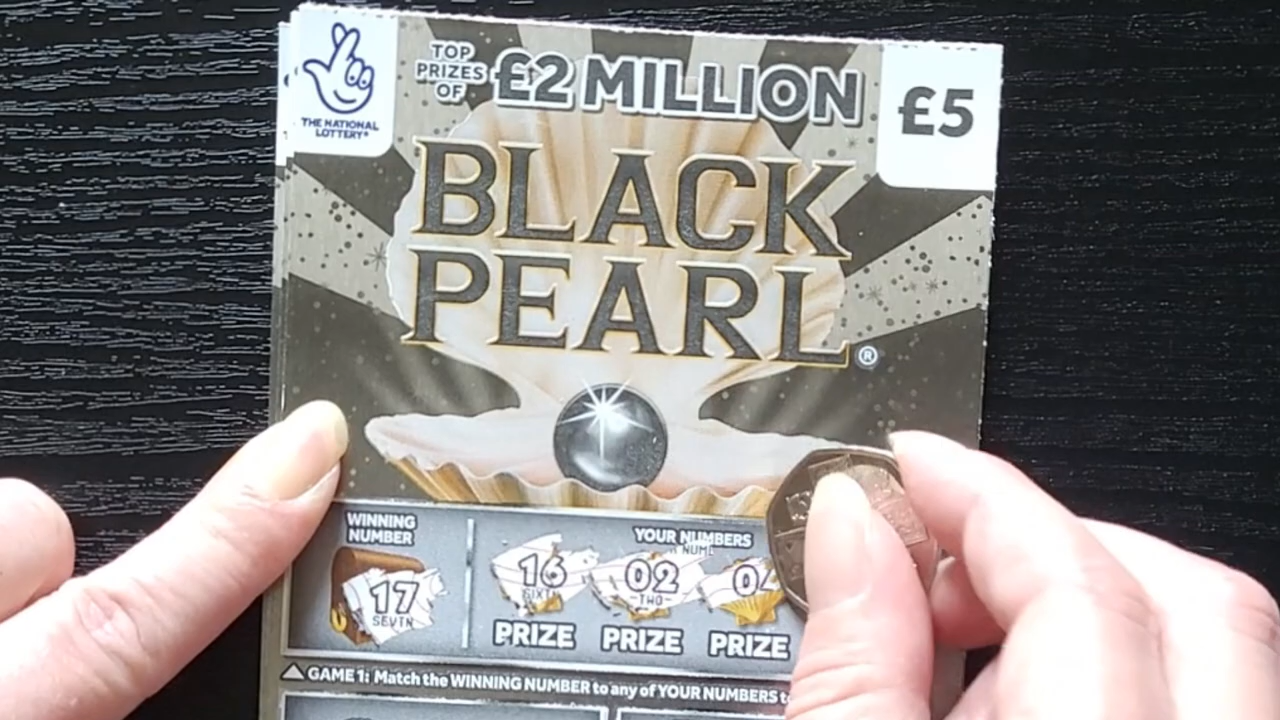 THE NATIONAL
LOTTERY®
TOP
PRIZES
OF
£2 MILLION
£5
BLACK
PEARL®
WINNING
NUMBER
17
SEVTN
YOUR NUMBERS
16
02
-TWO-
PRIZE PRIZE PRIZE
GAME 1: Match the WINNING NUMBER to any of YOUR NUMBERS